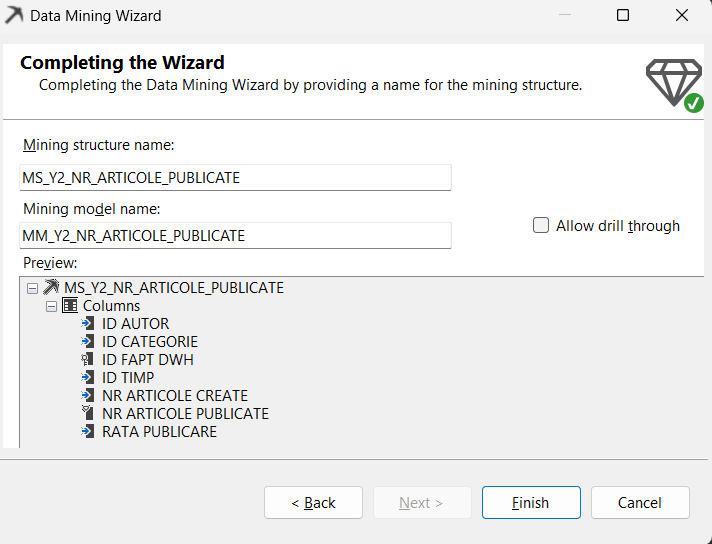 Data Mining Wizard
Completing the Wizard
Completing the Data Mining Wizard by providing a name for the mining structure.
Mining structure name:
MS_Y2_NR_ARTICOLE_PUBLICATE
Mining model name:
MM_Y2_NR_ARTICOLE_PUBLICATE
Allow drill through
Preview:
MS_Y2_NR_ARTICOLE_PUBLICATE
Columns
ID AUTOR
ID CATEGORIE
ID FAPT DWH
ID TIMP
NR ARTICOLE CREATE
NR ARTICOLE PUBLICATE
RATA PUBLICARE
< Back Next > Finish Cancel